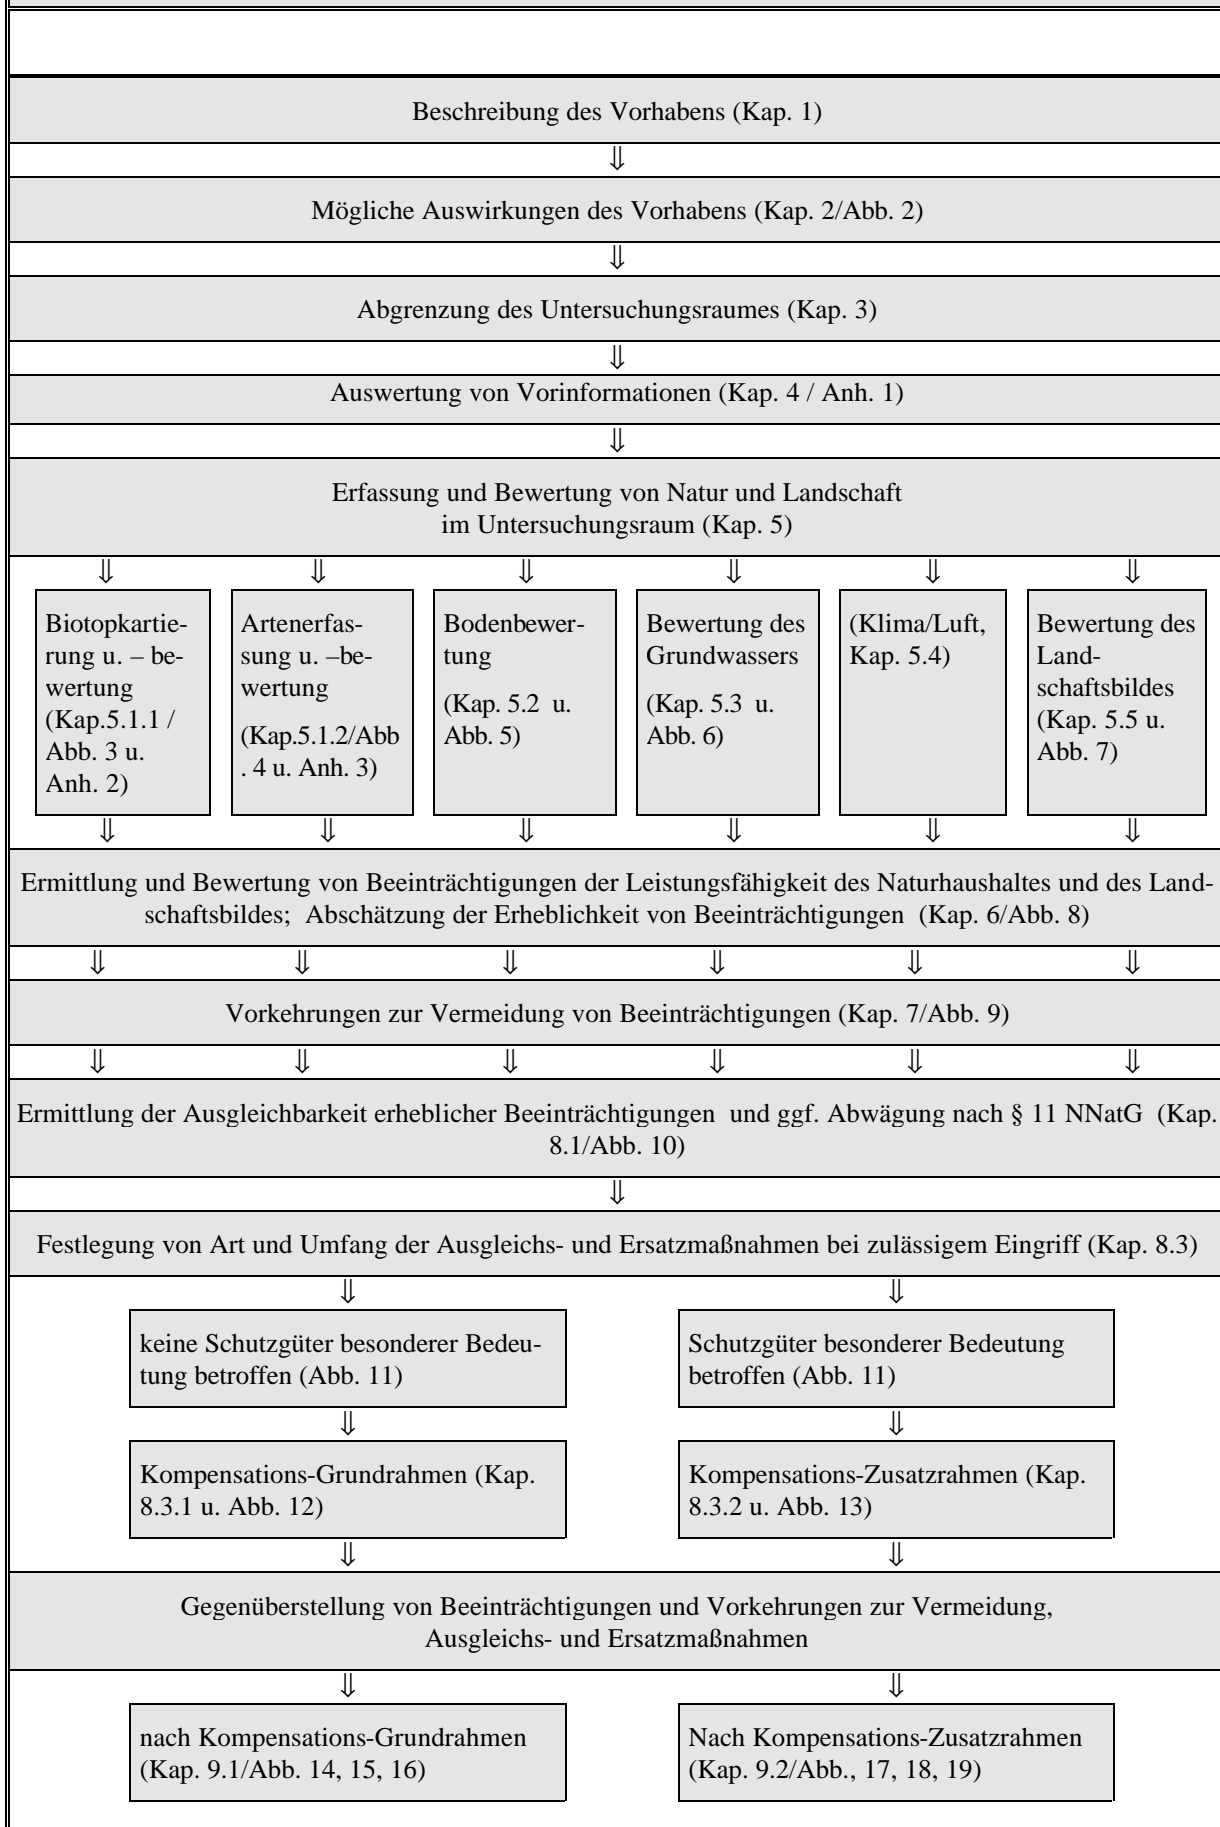 Beschreibung des Vorhabens (Kap. 1)
⇓
Mögliche Auswirkungen des Vorhabens (Kap. 2/Abb. 2)
⇓
Abgrenzung des Untersuchungsraumes (Kap. 3)
⇓
Auswertung von Vorinformationen (Kap. 4 / Anh. 1)
⇓
Erfassung und Bewertung von Natur und Landschaft
im Untersuchungsraum (Kap. 5)
⇓ ⇓ ⇓ ⇓ ⇓ ⇓
Biotopkartie-
rung u. – be-
wertung
(Kap.5.1.1 /
Abb. 3 u.
Anh. 2)
Artenerfas-
sung u. –be-
wertung
(Kap.5.1.2/Abb
. 4 u. Anh. 3)
Bodenbewer-
tung
(Kap. 5.2 u.
Abb. 5)
Bewertung des
Grundwassers
(Kap. 5.3 u.
Abb. 6)
(Klima/Luft,
Kap. 5.4)
Bewertung des
Land-
schaftsbildes
(Kap. 5.5 u.
Abb. 7)
⇓ ⇓ ⇓ ⇓ ⇓ ⇓
Ermittlung und Bewertung von Beeinträchtigungen der Leistungsfähigkeit des Naturhaushaltes und des Land-
schaftsbildes; Abschätzung der Erheblichkeit von Beeinträchtigungen (Kap. 6/Abb. 8)
⇓ ⇓ ⇓ ⇓ ⇓ ⇓
Vorkehrungen zur Vermeidung von Beeinträchtigungen (Kap. 7/Abb. 9)
⇓ ⇓ ⇓ ⇓ ⇓ ⇓
Ermittlung der Ausgleichbarkeit erheblicher Beeinträchtigungen und ggf. Abwägung nach § 11 NNatG (Kap.
8.1/Abb. 10)
⇓
Festlegung von Art und Umfang der Ausgleichs- und Ersatzmaßnahmen bei zulässigem Eingriff (Kap. 8.3)
⇓ ⇓
keine Schutzgüter besonderer Bedeu-
tung betroffen (Abb. 11)
Schutzgüter besonderer Bedeutung
betroffen (Abb. 11)
⇓ ⇓
Kompensations-Grundrahmen (Kap.
8.3.1 u. Abb. 12)
Kompensations-Zusatzrahmen (Kap.
8.3.2 u. Abb. 13)
⇓ ⇓
Gegenüberstellung von Beeinträchtigungen und Vorkehrungen zur Vermeidung,
Ausgleichs- und Ersatzmaßnahmen
⇓ ⇓
nach Kompensations-Grundrahmen
(Kap. 9.1/Abb. 14, 15, 16)
Nach Kompensations-Zusatzrahmen
(Kap. 9.2/Abb., 17, 18, 19)